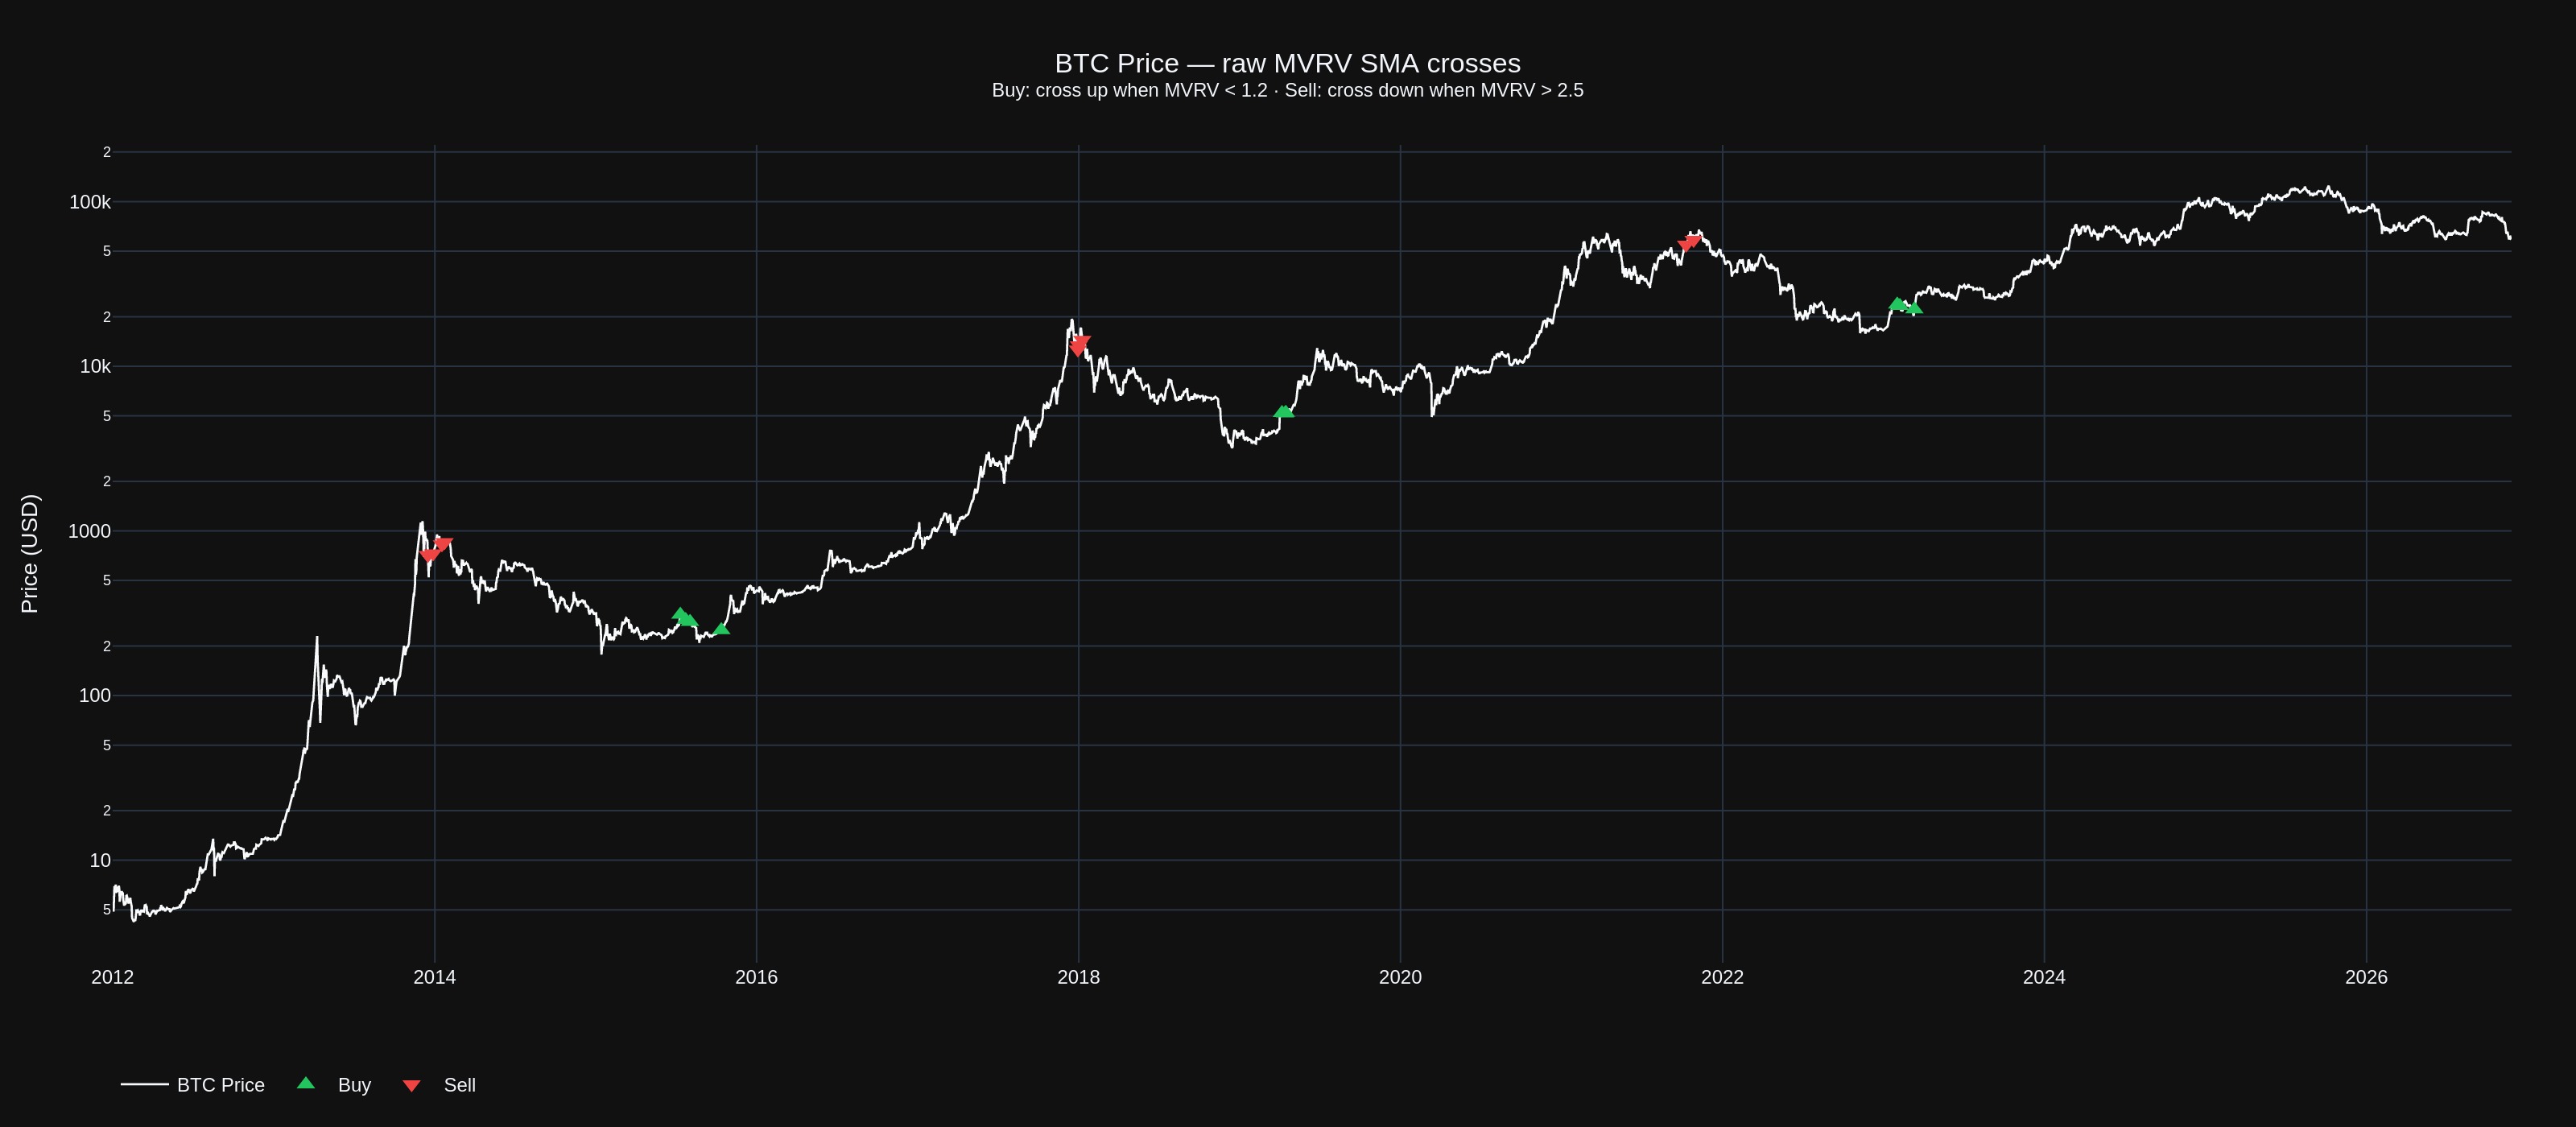 BTC Price — raw MVRV SMA crosses
Buy: cross up when MVRV < 1.2 · Sell: cross down when MVRV > 2.5
Price (USD)
2
100k
5
2
10k
5
2
1000
5
2
100
5
2
10
5
2012 2014 2016 2018 2020 2022 2024 2026
BTC Price Buy Sell